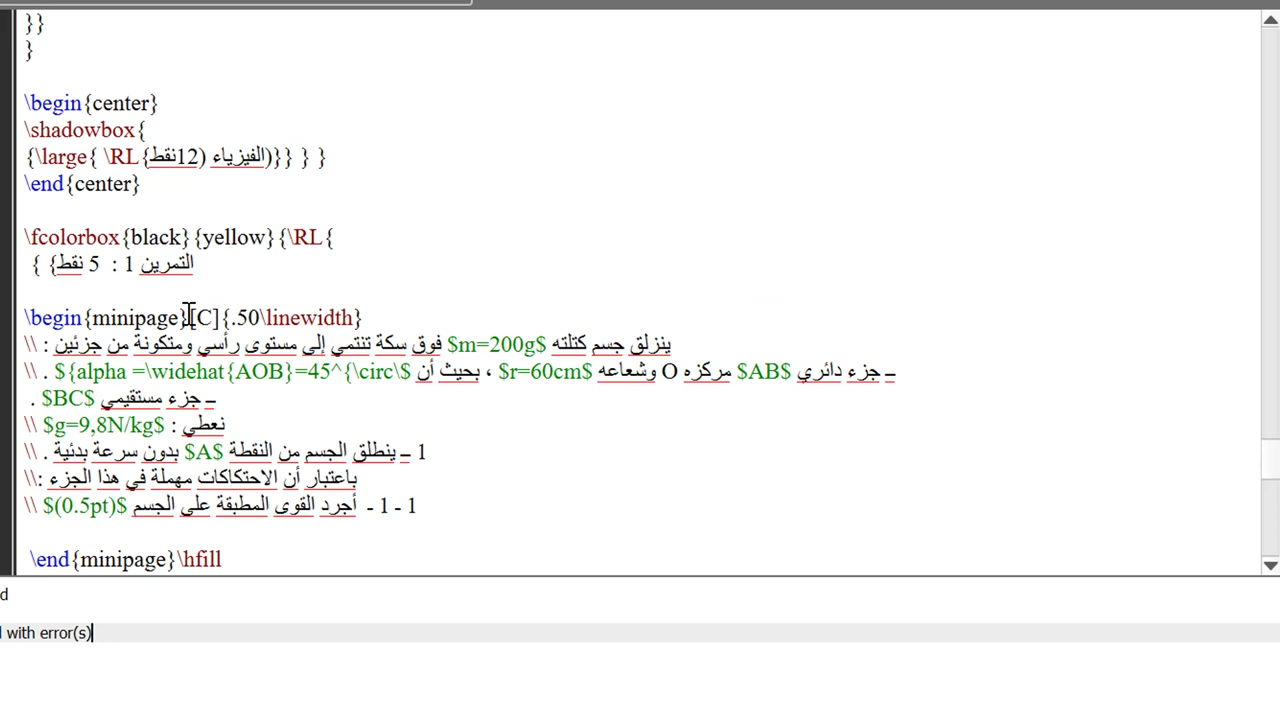 }}
}
\begin{center}
\shadowbox{
{\large{ \RL{الفيزياء (12نقط)}} } }
\end{center}
\fcolorbox{black}{yellow}{\RL{
التمرين 1 : 5 نقط} }
\begin{minipage}[C]{.50\linewidth}
ينزلق جسم كتلته $m=200g$ فوق سكة تنتمي إلى مستوى رأسي ومتكونة من جزئين : \\
ــ جزء دائري $AB$ مركزه O وشعاعه $r=60cm$ ، بحيث أن $\alpha =\widehat{AOB}=45^{\circ}$ . \\
ــ جزء مستقيمي $BC$ .
نعطي : $g=9,8N/kg$ \\
1 ــ ينطلق الجسم من النقطة $A$ بدون سرعة بدئية . \\
باعتبار أن الاحتكاكات مهملة في هذا الجزء :\\
1 - 1 - أجرد القوى المطبقة على الجسم $(0.5pt)$ \\
\end{minipage}\hfill
d
with error(s)